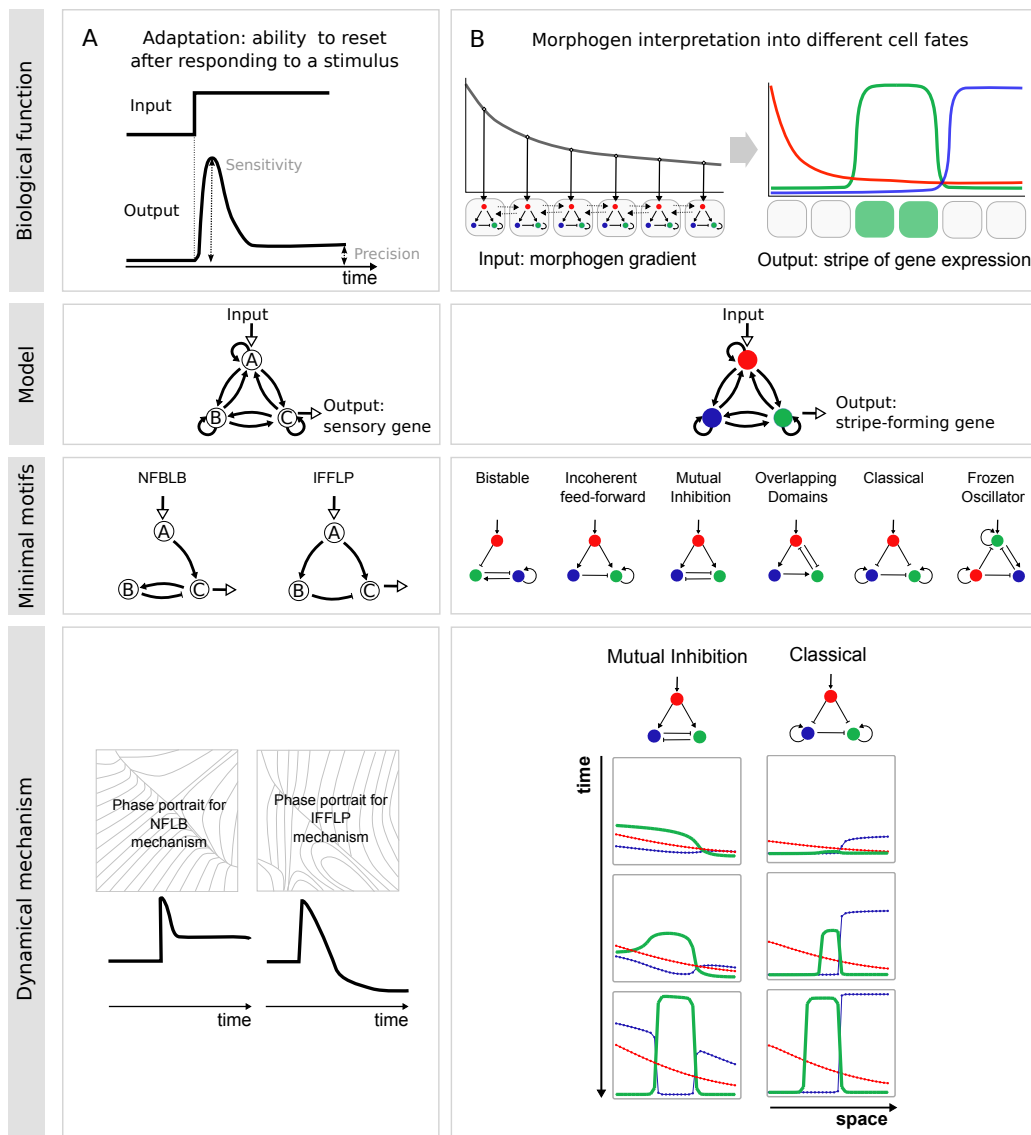 Biological function
A
Adaptation: ability to reset
after responding to a stimulus
Input
Sensitivity
Output
Precision
time
B
Morphogen interpretation into different cell fates
Input: morphogen gradient
Output: stripe of gene expression
Model
Input
A
B
C
Output:
sensory gene
Input
Output:
stripe-forming gene
Minimal motifs
NFBLB
A
B
C
IFFLP
A
B
C
Bistable
Incoherent
feed-forward
Mutual
Inhibition
Overlapping
Domains
Classical
Frozen
Oscillator
Dynamical mechanism
Phase portrait for
NFLB
mechanism
Phase portrait for
IFFLP
mechanism
time
time
Mutual Inhibition
Classical
time
space